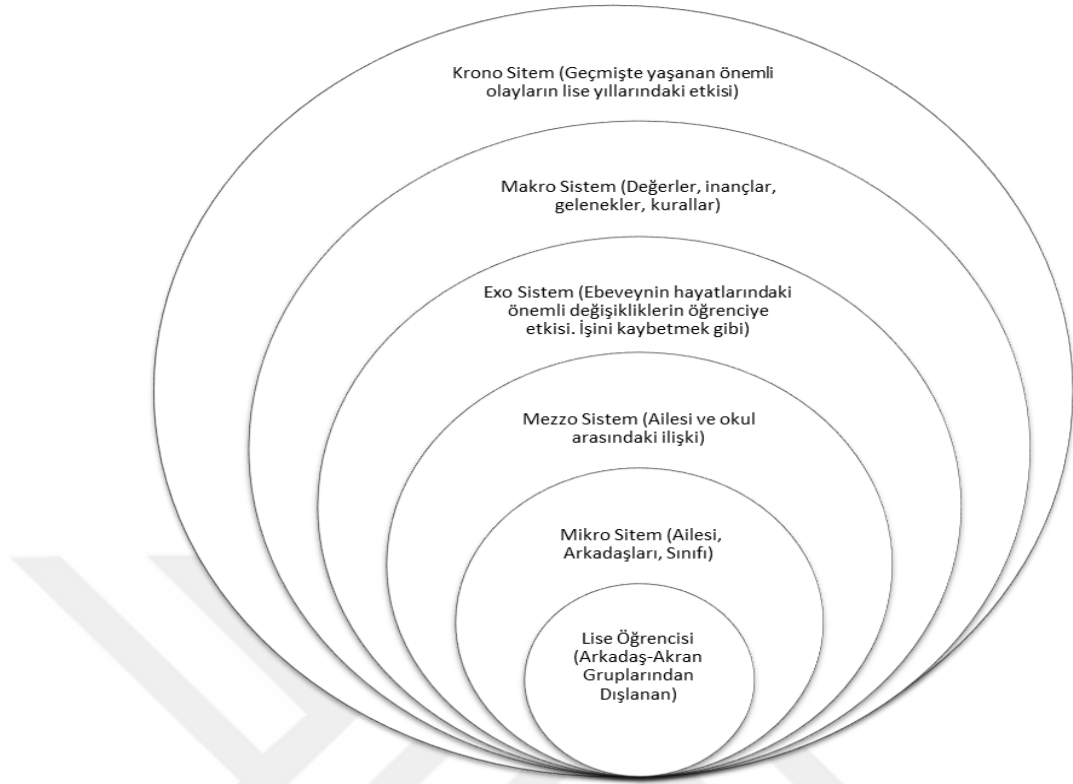 Krono Sitem (Geçmişte yaşanan önemli
olayların lise yıllarındaki etkisi)
Makro Sistem (Değerler, inançlar,
gelenekler, kurallar)
Exo Sistem (Ebeveynin hayatlarındaki
önemli değişikliklerin öğrenciye
etkisi. İşini kaybetmek gibi)
Mezzo Sistem (Ailesi ve okul
arasındaki ilişki)
Mikro Sitem (Ailesi,
Arkadaşları, Sınıfı)
Lise Öğrencisi
(Arkadaş-Akran
Gruplarından
Dışlanan)